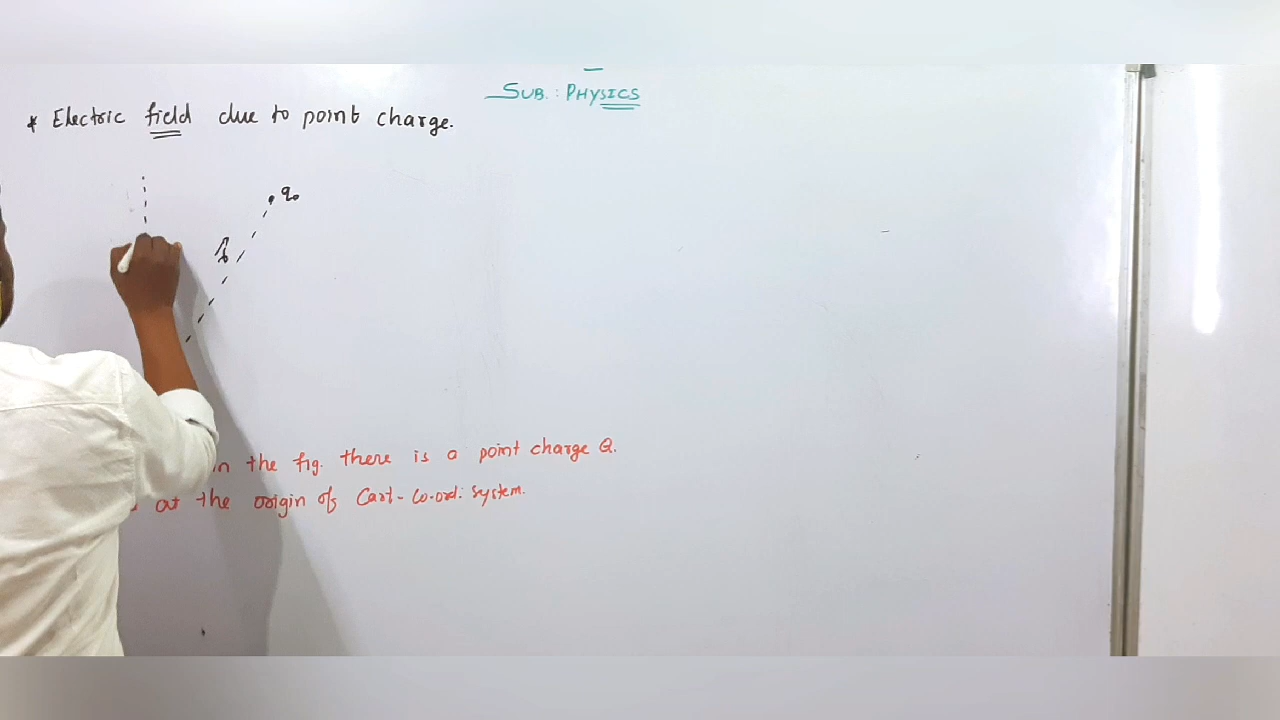 SUB. : PHYSICS
* Electric field due to point charge.
q₀
r
in the fig. there is a point charge Q.
at the origin of Cart- Co-ord. system.